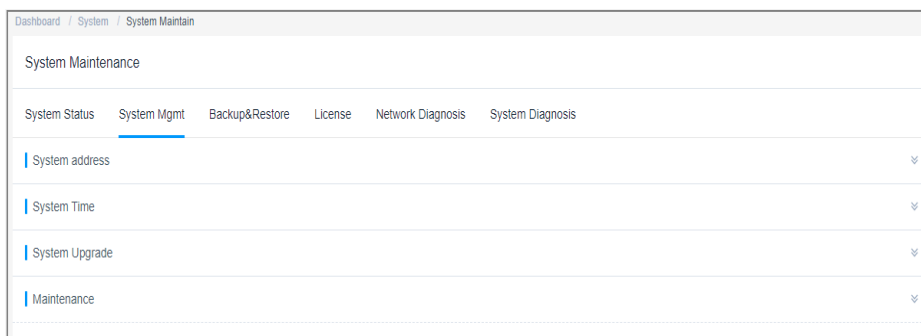 Dashboard / System / System Maintain
System Maintenance
System Status System Mgmt Backup&Restore License Network Diagnosis System Diagnosis
System address
System Time
System Upgrade
Maintenance